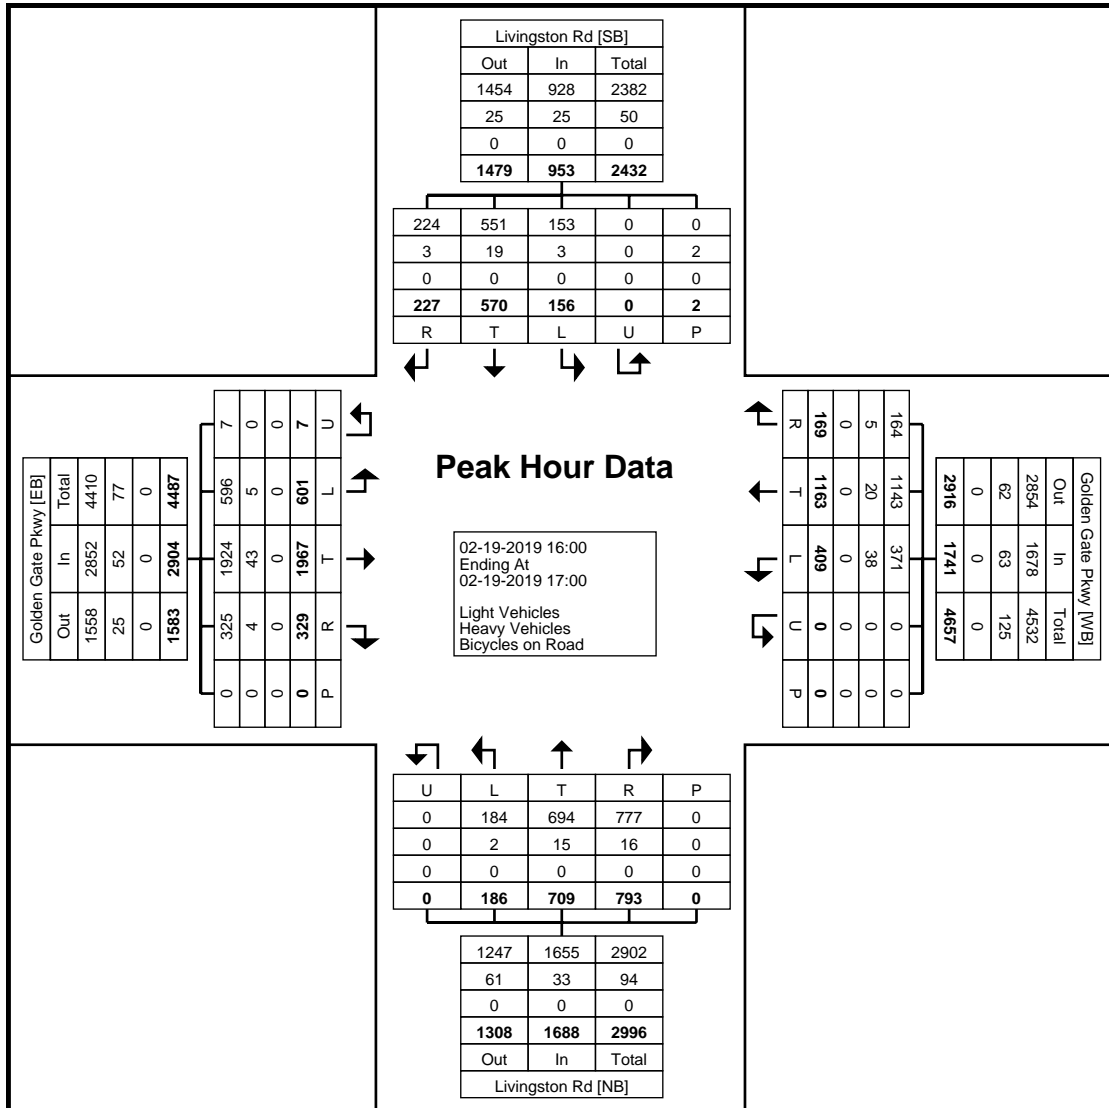 Livingston Rd [SB]
Out In Total
1454 928 2382
25 25 50
0 0 0
1479 953 2432
224 551 153 0 0
3 19 3 0 2
0 0 0 0 0
227 570 156 0 2
R T L U P
Golden Gate Pkwy [EB]
Total In Out
4410 2852 1558
77 52 25
0 0 0
4487 2904 1583
7 596 1924 325 0
0 5 43 4 0
0 0 0 0 0
7 601 1967 329 0
U L T R P
Peak Hour Data
02-19-2019 16:00
Ending At
02-19-2019 17:00
Light Vehicles
Heavy Vehicles
Bicycles on Road
R T L U P
169 1163 409 0 0
0 0 0 0 0
5 20 38 0 0
164 1143 371 0 0
2916 1741 4657
0 0 0
62 63 125
2854 1678 4532
Out In Total
Golden Gate Pkwy [WB]
U L T R P
0 184 694 777 0
0 2 15 16 0
0 0 0 0 0
0 186 709 793 0
1247 1655 2902
61 33 94
0 0 0
1308 1688 2996
Out In Total
Livingston Rd [NB]